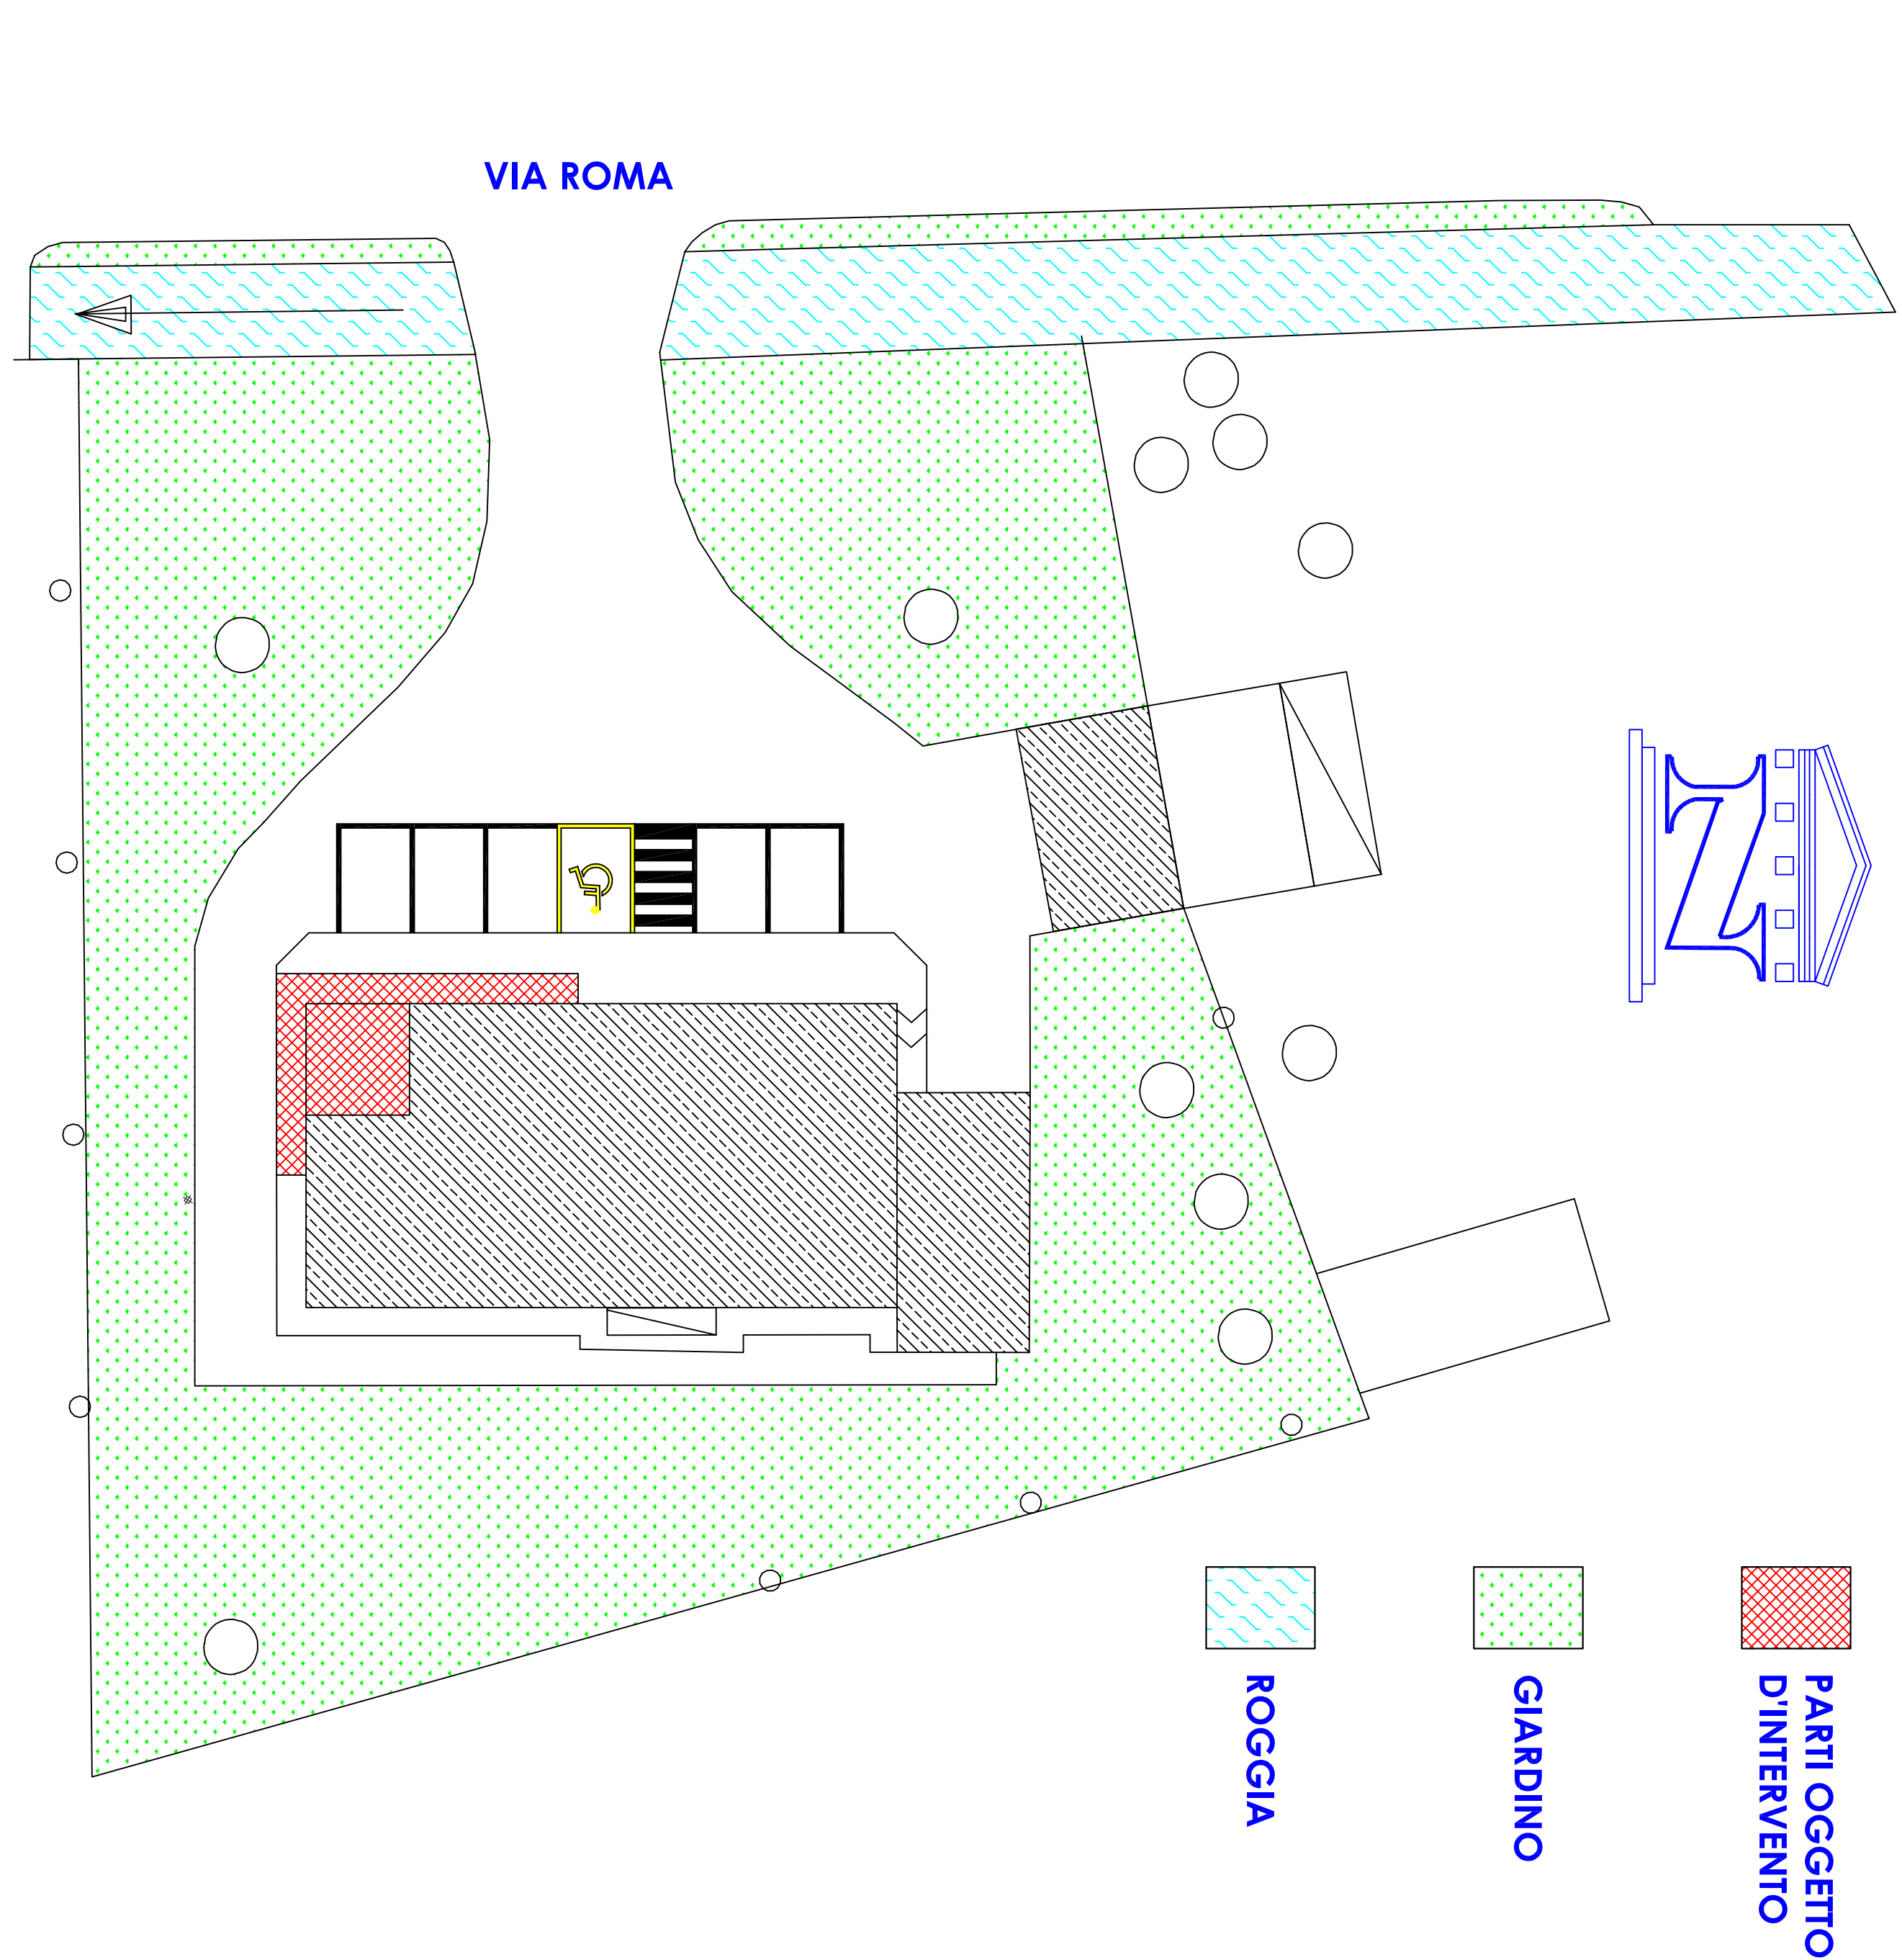 VIA ROMA
N
ROGGIA
GIARDINO
PARTI OGGETTO
D'INTERVENTO